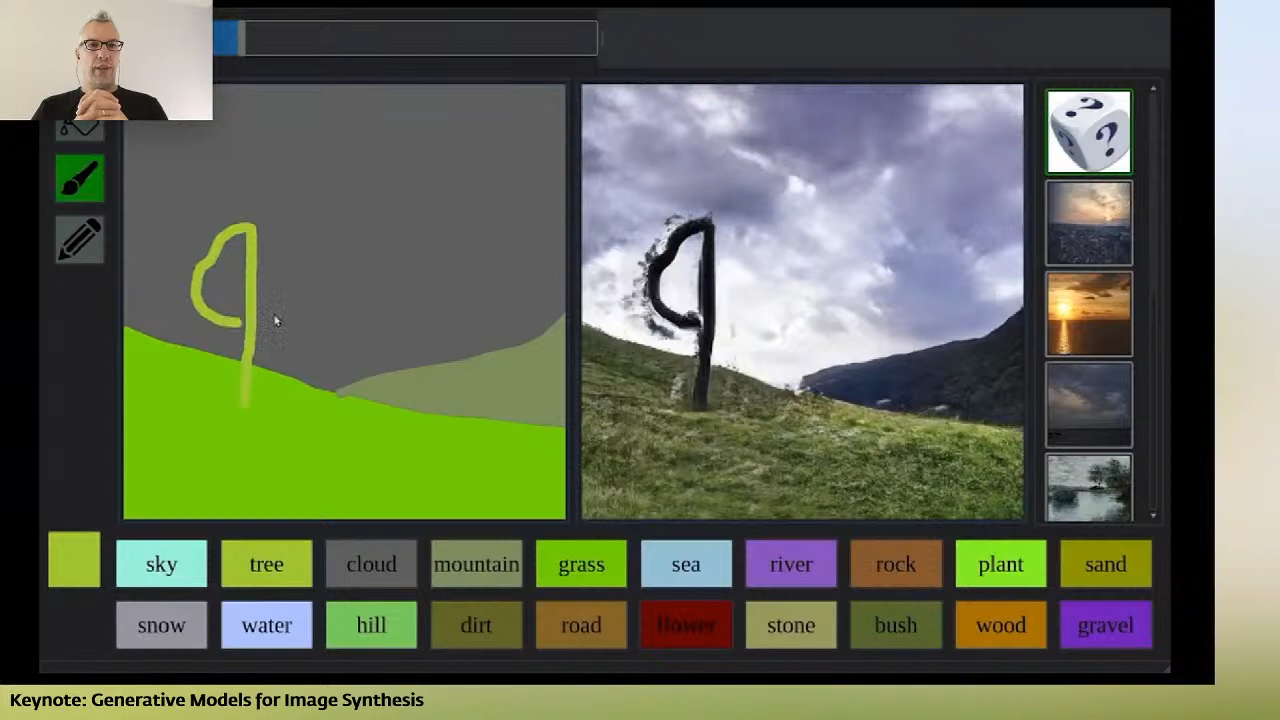 ? ? ?
sky tree cloud mountain grass sea river rock plant sand
snow water hill dirt road flower stone bush wood gravel
Keynote: Generative Models for Image Synthesis